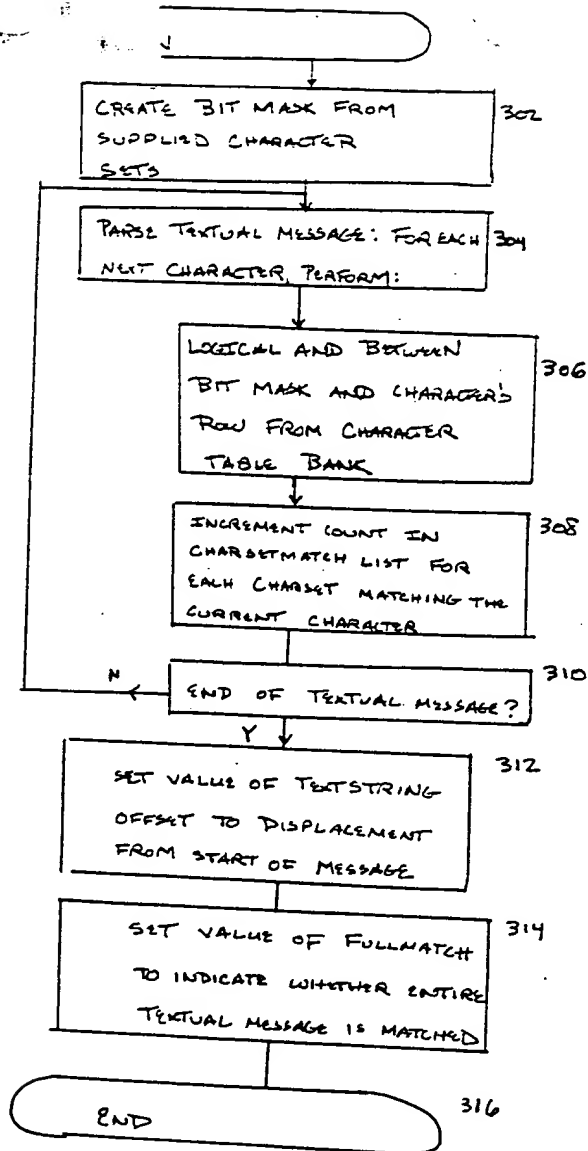 CREATE BIT MASK FROM
302
SUPPLIED CHARACTER
SETS
PARSE TEXTUAL MESSAGE: FOR EACH
304
NEXT CHARACTER, PERFORM:
LOGICAL AND BETWEEN
306
BIT MASK AND CHARACTER'S
ROW FROM CHARACTER
TABLE BANK
INCREMENT COUNT IN
308
CHARSETMATCH LIST FOR
EACH CHARSET MATCHING THE
CURRENT CHARACTER
310
N
END OF TEXTUAL MESSAGE?
Y
312
SET VALUE OF TEXTSTRING
OFFSET TO DISPLACEMENT
FROM START OF MESSAGE
314
SET VALUE OF FULLMATCH
TO INDICATE WHETHER ENTIRE
TEXTUAL MESSAGE IS MATCHED
316
END